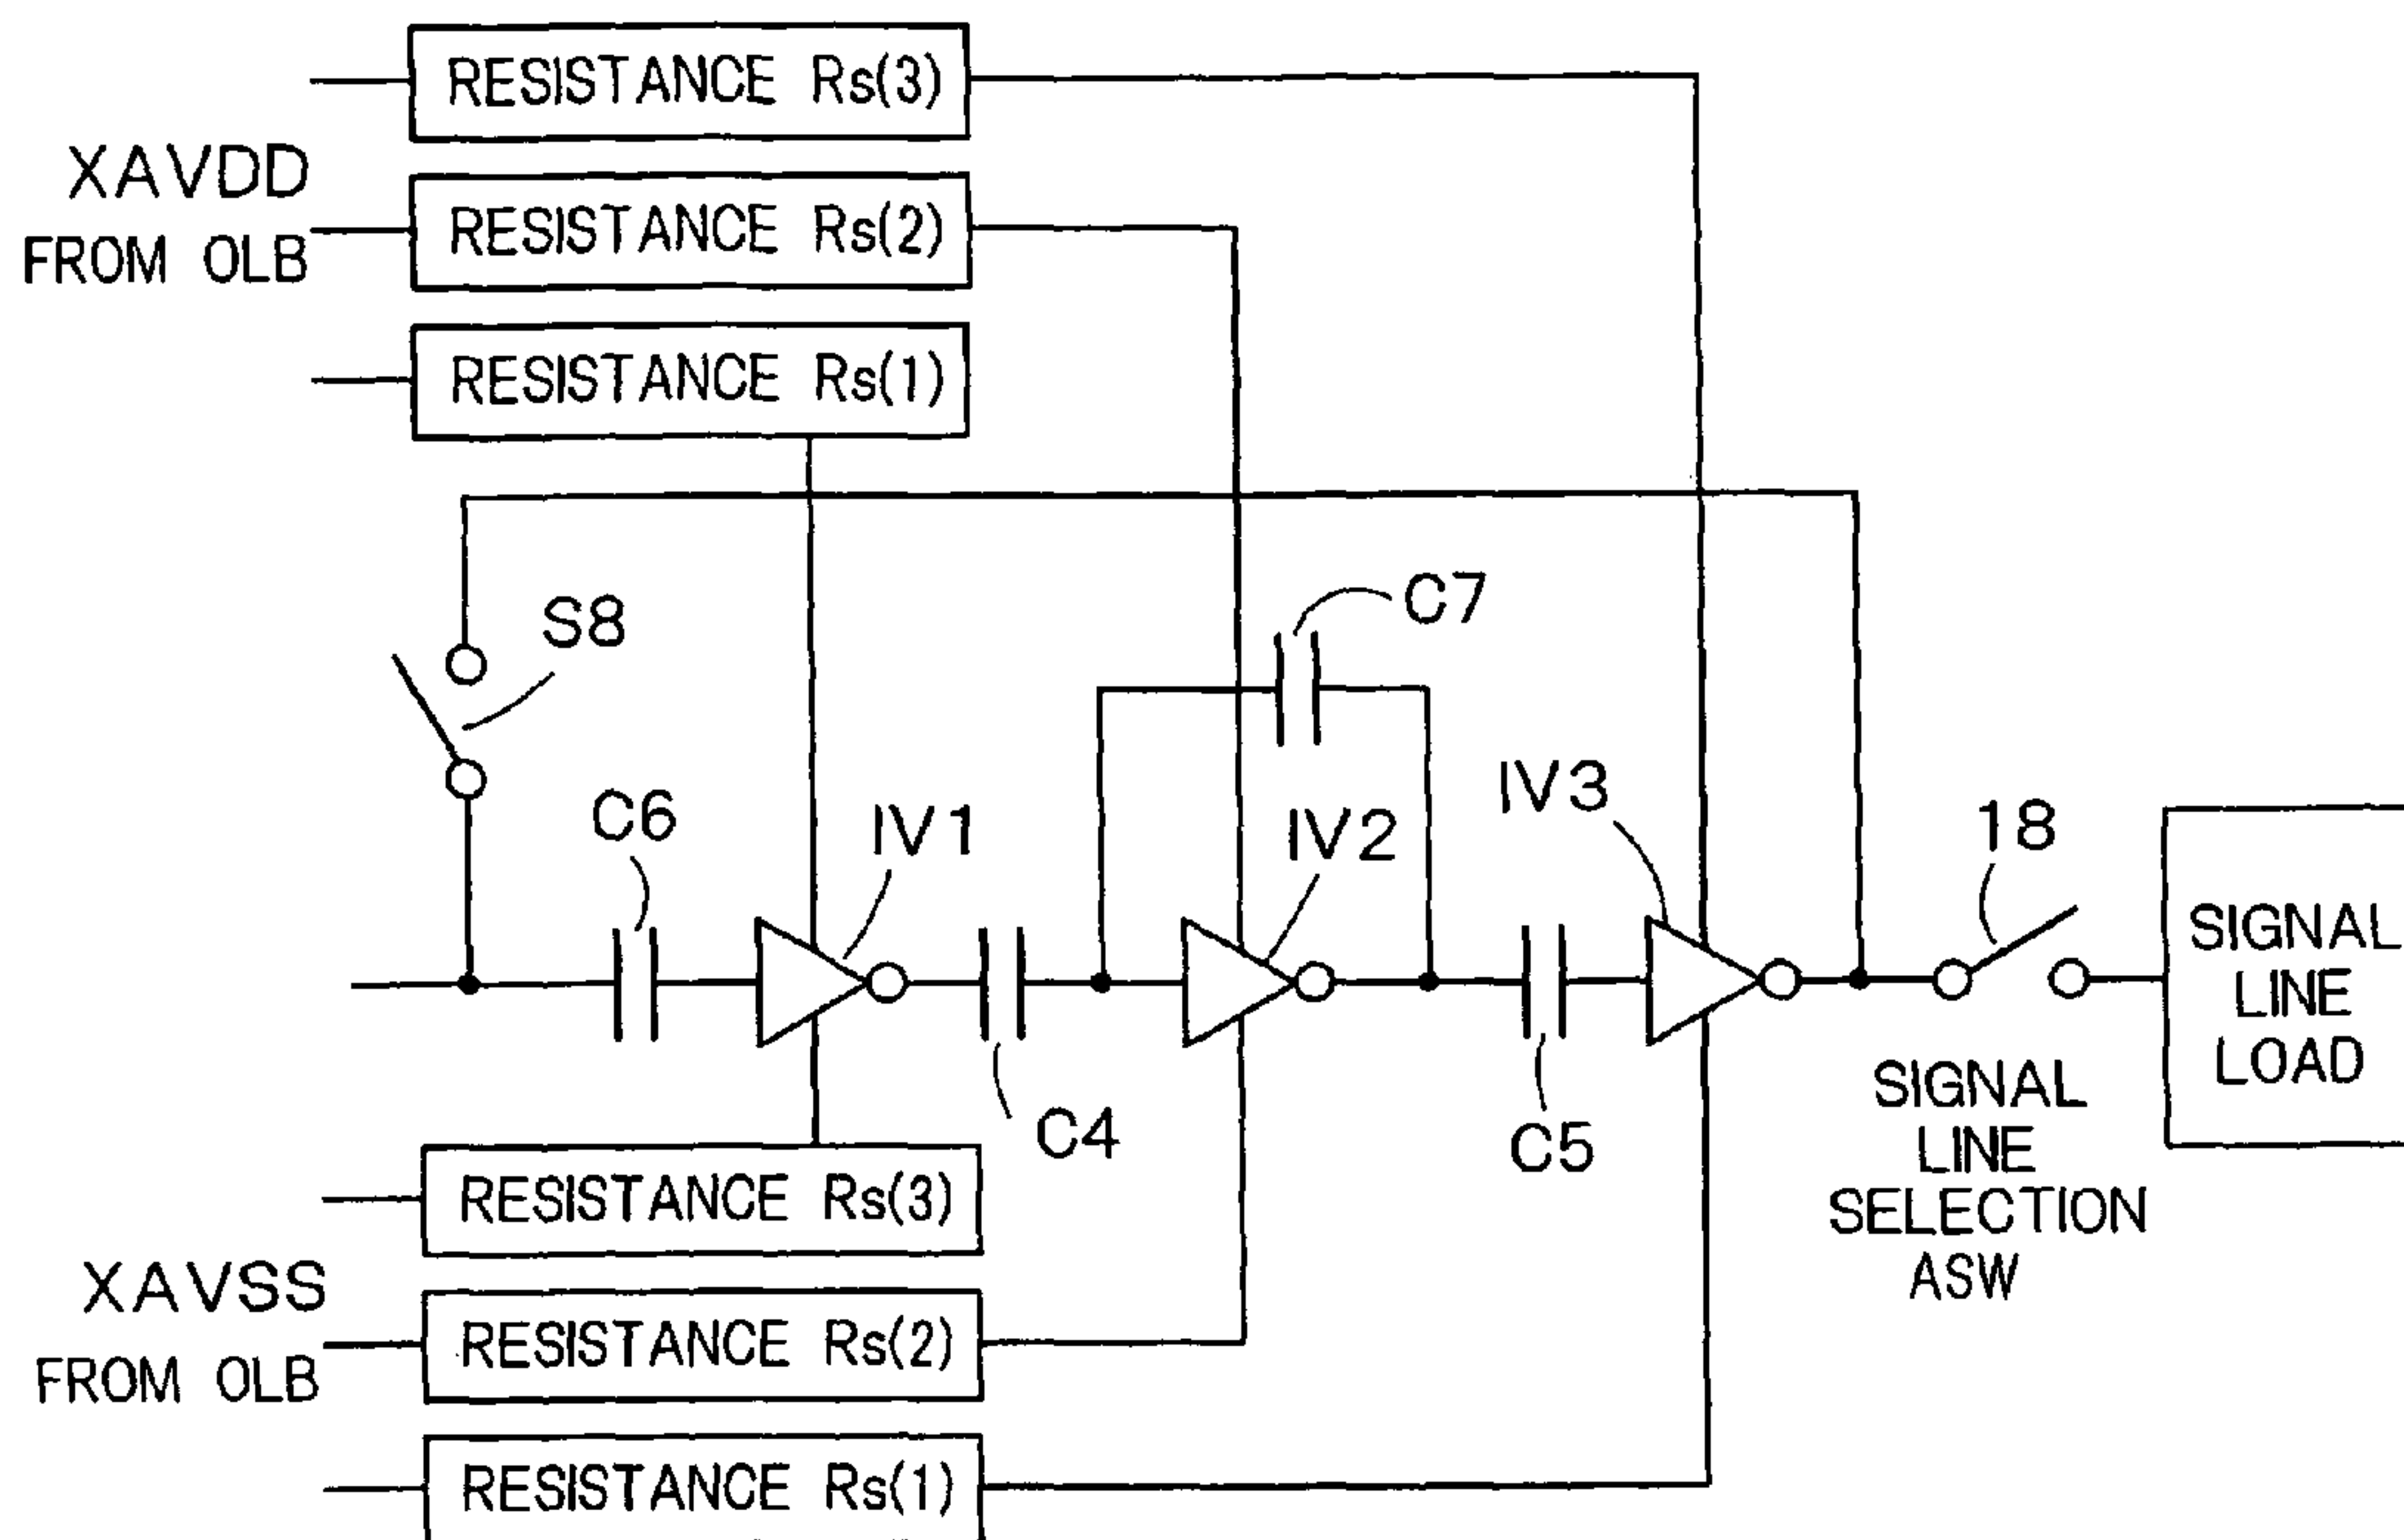 RESISTANCE Rs(3)
XAVDD
FROM OLB
RESISTANCE Rs(2)
RESISTANCE Rs(1)
S8
C7
C6
IV1
IV2
IV3
18
SIGNAL
LINE
LOAD
C4
C5
SIGNAL
LINE
SELECTION
ASW
RESISTANCE Rs(3)
XAVSS
FROM OLB
RESISTANCE Rs(2)
RESISTANCE Rs(1)